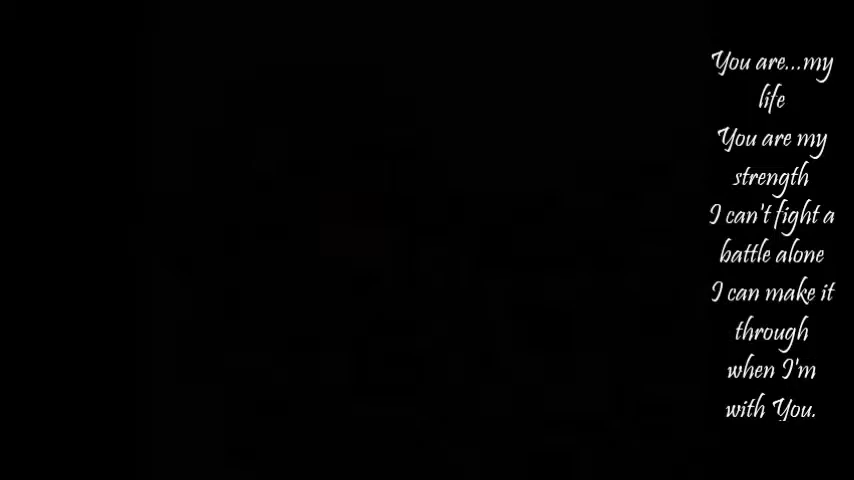 You are...my
life
You are my
strength
I can't fight a
battle alone
I can make it
through
when I'm
with You.